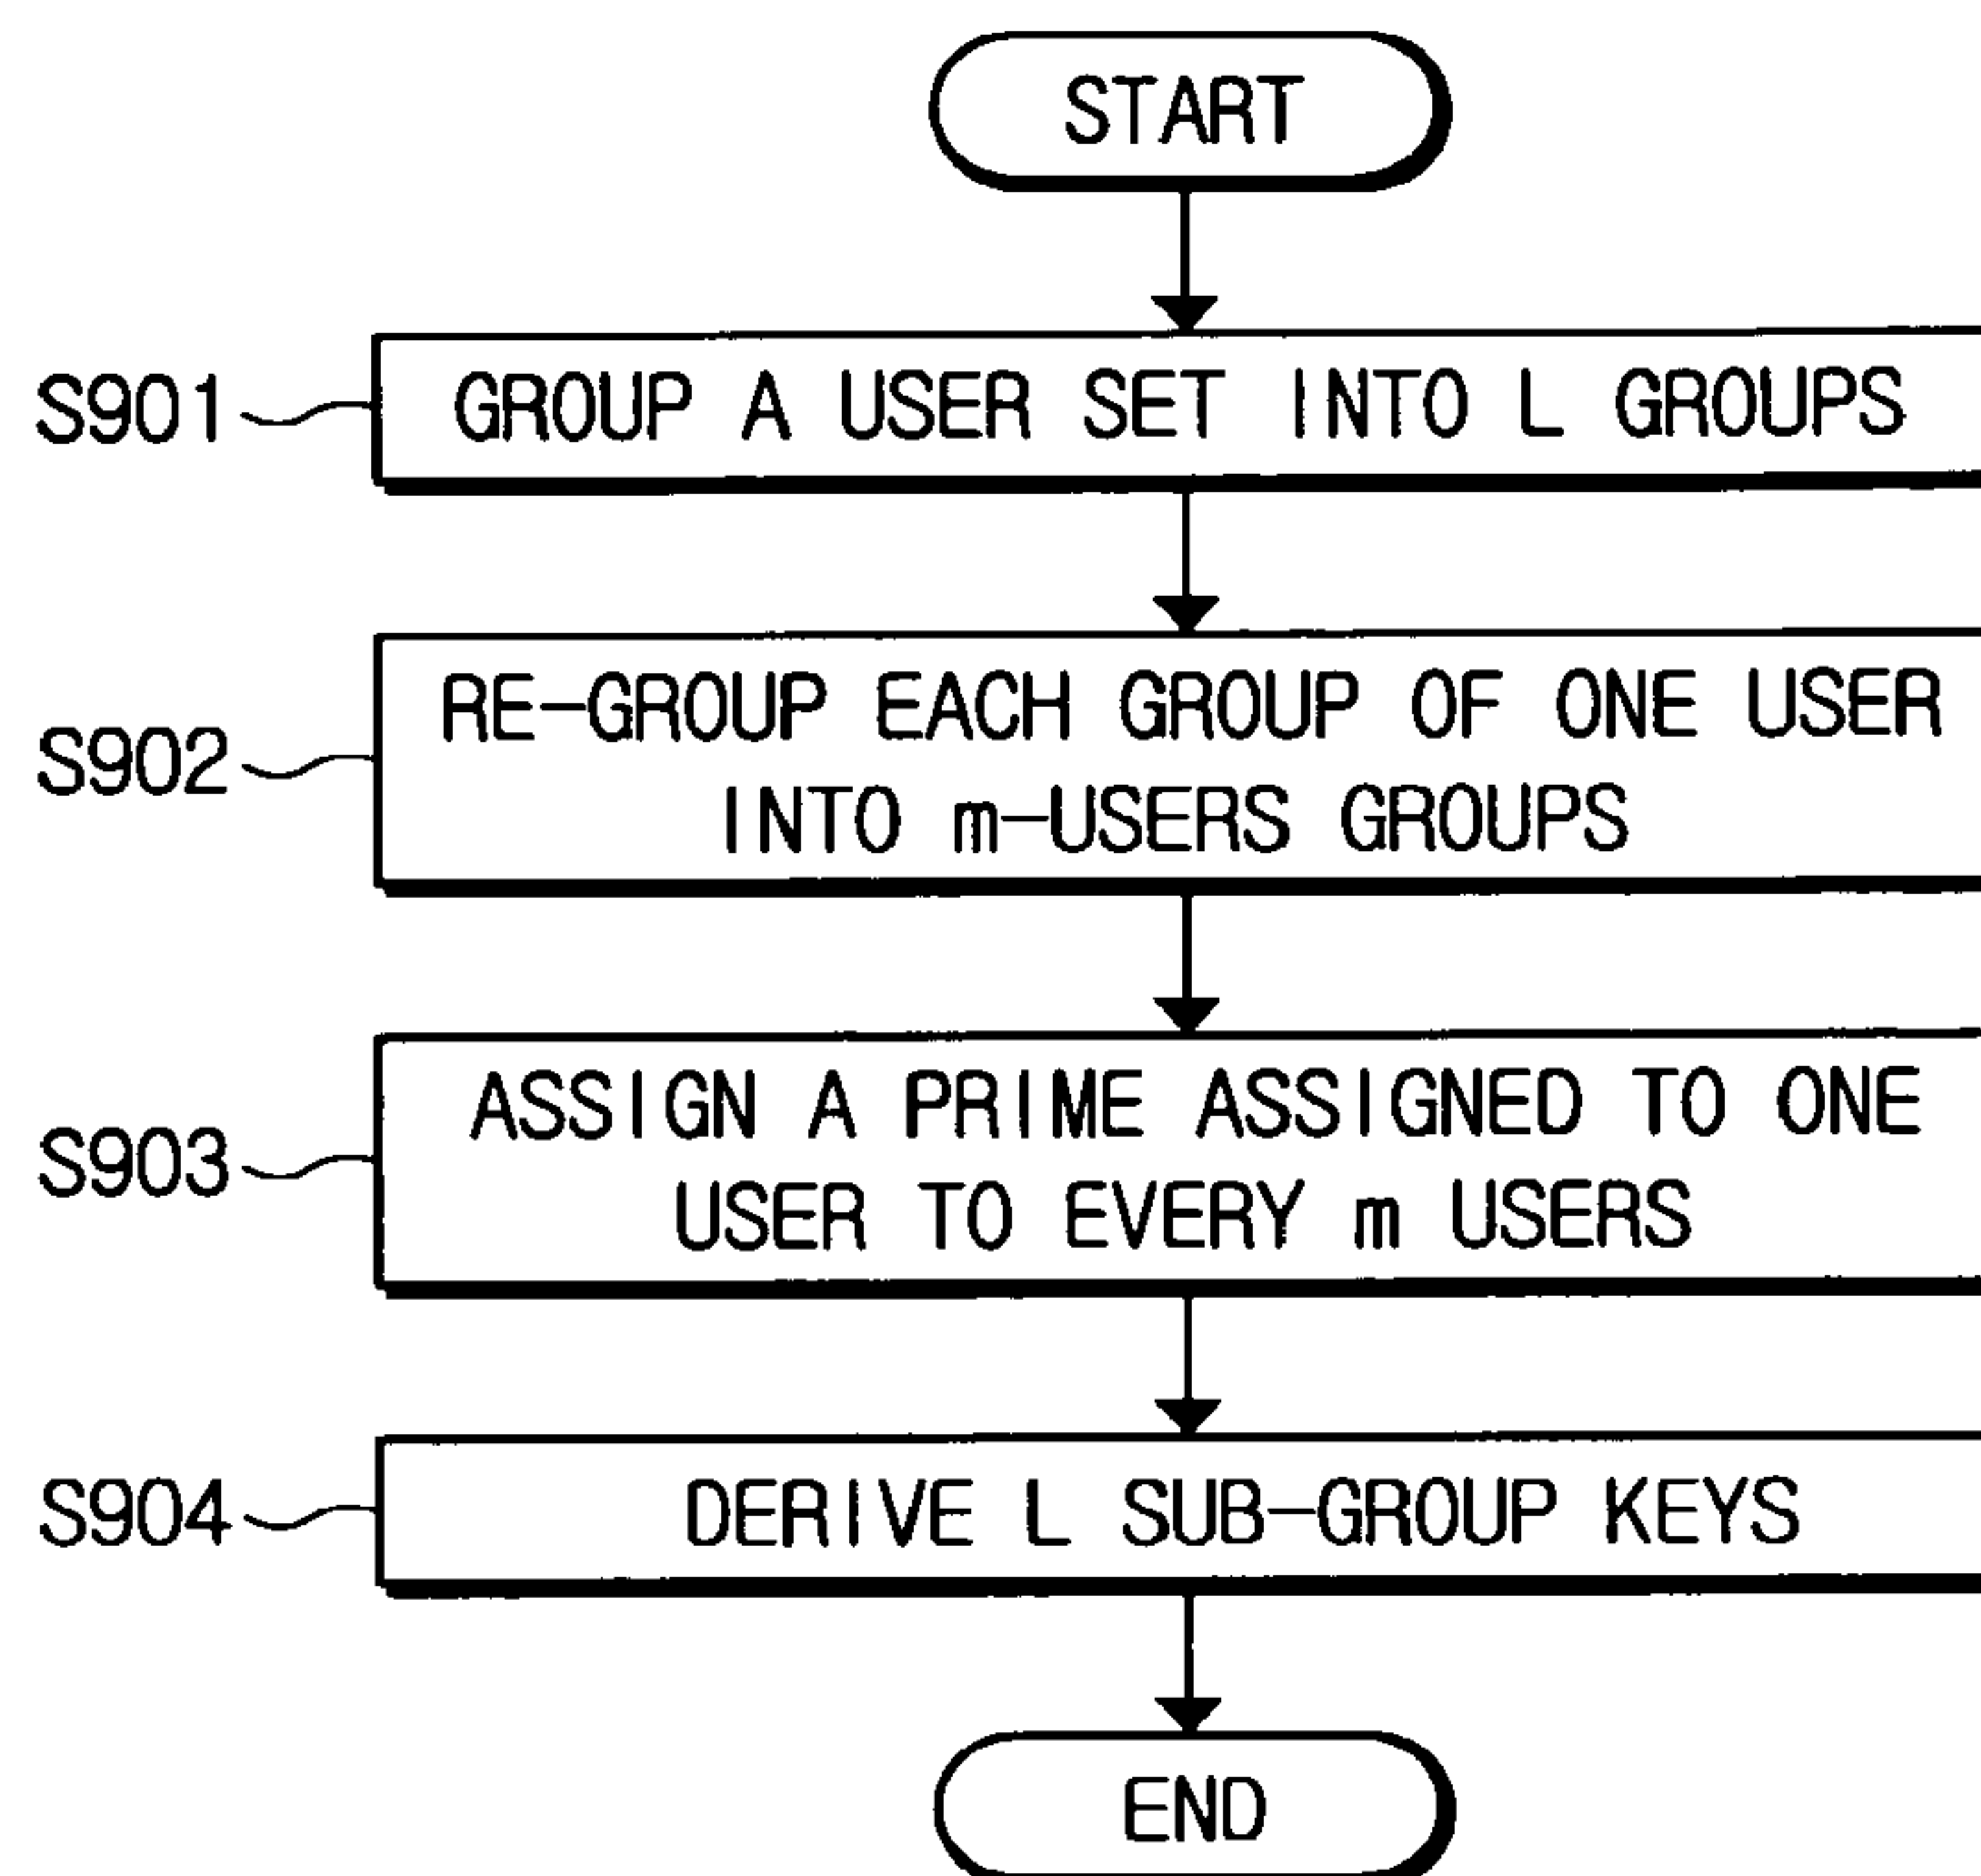 START
S901
GROUP A USER SET INTO L GROUPS
S902
RE-GROUP EACH GROUP OF ONE USER
INTO m-USERS GROUPS
S903
ASSIGN A PRIME ASSIGNED TO ONE
USER TO EVERY m USERS
S904
DERIVE L SUB-GROUP KEYS
END